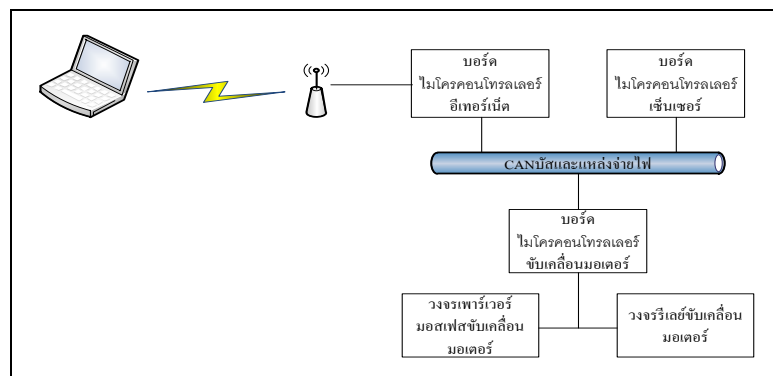 บอร์ด
ไมโครคอนโทรลเลอร์
อีเทอร์เน็ต
บอร์ด
ไมโครคอนโทรลเลอร์
เซ็นเซอร์
CANบัสและแหล่งจ่ายไฟ
บอร์ด
ไมโครคอนโทรลเลอร์
ขับเคลื่อนมอเตอร์
วงจรเพาร์เวอร์
มอสเฟสขับเคลื่อน
มอเตอร์
วงจรรีเลย์ขับเคลื่อน
มอเตอร์